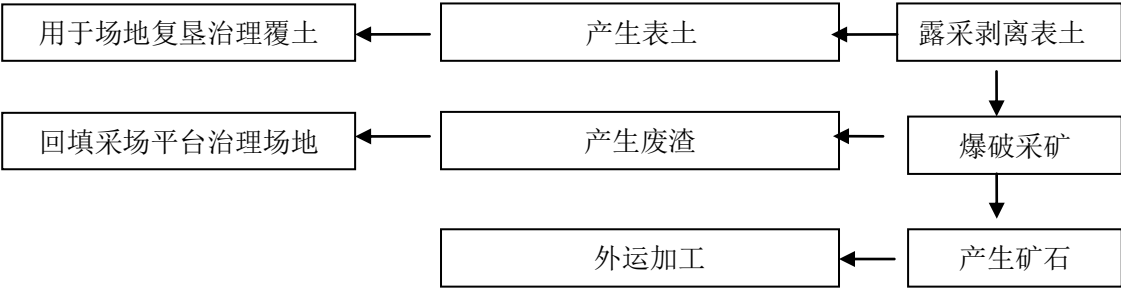 用于场地复垦治理覆土
产生表土
露采剥离表土
回填采场平台治理场地
产生废渣
爆破采矿
外运加工
产生矿石